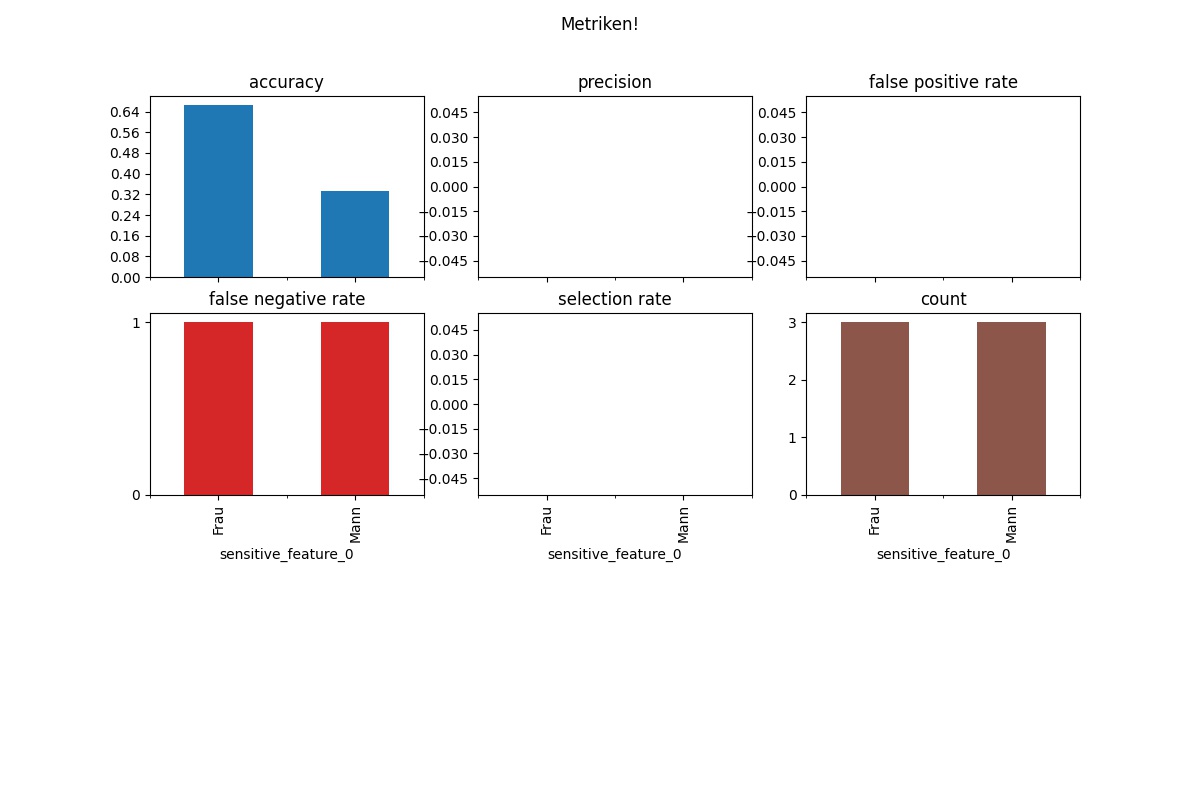 Metriken!
accuracy
0.64
0.56
0.48
0.40
0.32
0.24
0.16
0.08
0.00
precision
0.045
0.030
0.015
0.000
−0.015
−0.030
−0.045
false positive rate
0.045
0.030
0.015
0.000
−0.015
−0.030
−0.045
false negative rate
1
0
Frau
Mann
sensitive_feature_0
selection rate
0.045
0.030
0.015
0.000
−0.015
−0.030
−0.045
Frau
Mann
sensitive_feature_0
count
3
2
1
0
Frau
Mann
sensitive_feature_0